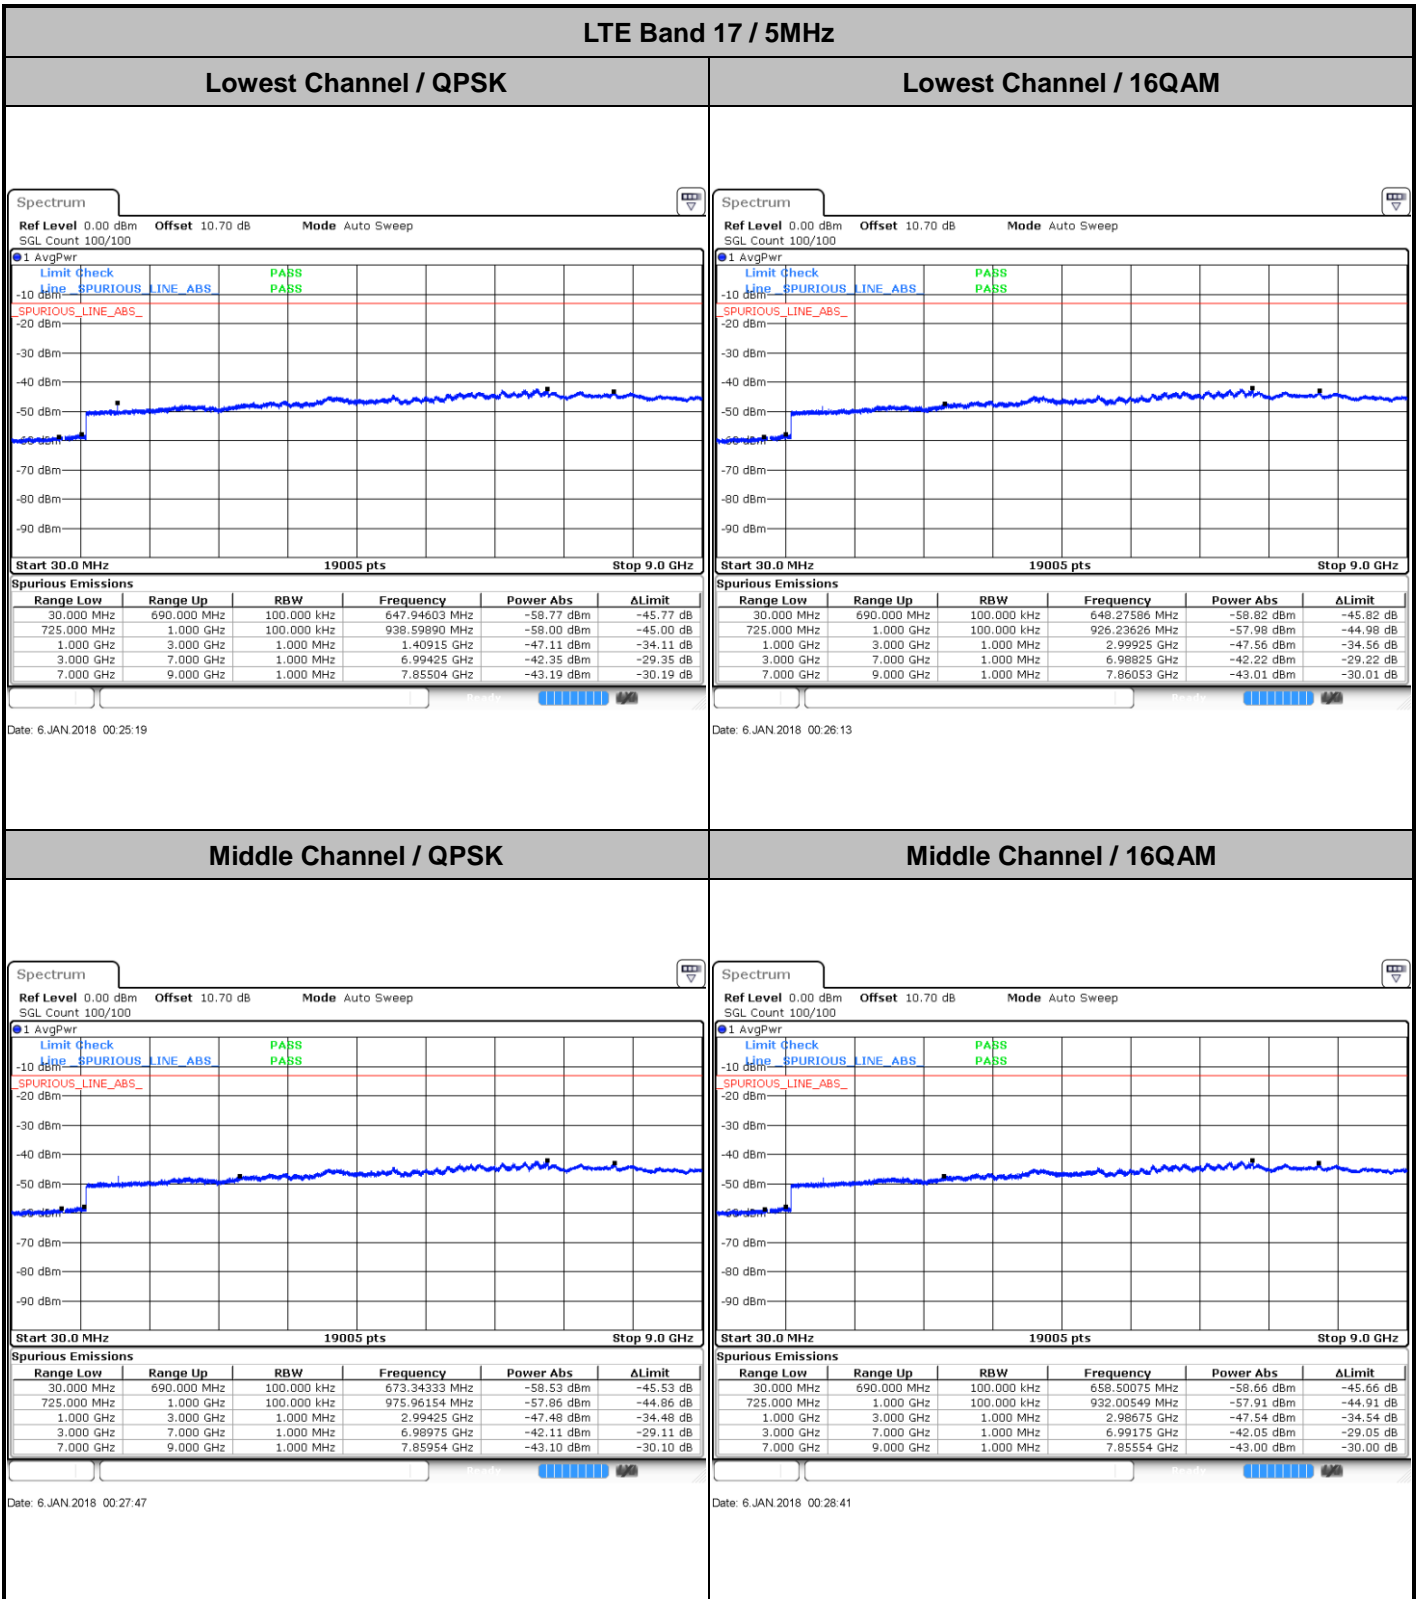 LTE Band 17 / 5MHz
Lowest Channel / QPSK
Lowest Channel / 16QAM
Spectrum
Ref Level 0.00 dBm Offset 10.70 dB Mode Auto Sweep
SGL Count 100/100
1 AvgPwr
Limit Check PASS
Line _SPURIOUS_LINE_ABS_ PASS
-10 dBm
_SPURIOUS_LINE_ABS_
-20 dBm
-30 dBm
-40 dBm
-50 dBm
-60 dBm
-70 dBm
-80 dBm
-90 dBm
Start 30.0 MHz 19005 pts Stop 9.0 GHz
Spurious Emissions
Range Low Range Up RBW Frequency Power Abs ΔLimit
30.000 MHz 690.000 MHz 100.000 kHz 647.94603 MHz -58.77 dBm -45.77 dB
725.000 MHz 1.000 GHz 100.000 kHz 938.59890 MHz -58.00 dBm -45.00 dB
1.000 GHz 3.000 GHz 1.000 MHz 1.40915 GHz -47.11 dBm -34.11 dB
3.000 GHz 7.000 GHz 1.000 MHz 6.99425 GHz -42.35 dBm -29.35 dB
7.000 GHz 9.000 GHz 1.000 MHz 7.85504 GHz -43.19 dBm -30.19 dB
Ready
Date: 6.JAN.2018 00:25:19
Spectrum
Ref Level 0.00 dBm Offset 10.70 dB Mode Auto Sweep
SGL Count 100/100
1 AvgPwr
Limit Check PASS
Line _SPURIOUS_LINE_ABS_ PASS
-10 dBm
_SPURIOUS_LINE_ABS_
-20 dBm
-30 dBm
-40 dBm
-50 dBm
-60 dBm
-70 dBm
-80 dBm
-90 dBm
Start 30.0 MHz 19005 pts Stop 9.0 GHz
Spurious Emissions
Range Low Range Up RBW Frequency Power Abs ΔLimit
30.000 MHz 690.000 MHz 100.000 kHz 648.27586 MHz -58.82 dBm -45.82 dB
725.000 MHz 1.000 GHz 100.000 kHz 926.23626 MHz -57.98 dBm -44.98 dB
1.000 GHz 3.000 GHz 1.000 MHz 2.99925 GHz -47.56 dBm -34.56 dB
3.000 GHz 7.000 GHz 1.000 MHz 6.98825 GHz -42.22 dBm -29.22 dB
7.000 GHz 9.000 GHz 1.000 MHz 7.86053 GHz -43.01 dBm -30.01 dB
Ready
Date: 6.JAN.2018 00:26:13
Middle Channel / QPSK
Middle Channel / 16QAM
Spectrum
Ref Level 0.00 dBm Offset 10.70 dB Mode Auto Sweep
SGL Count 100/100
1 AvgPwr
Limit Check PASS
Line _SPURIOUS_LINE_ABS_ PASS
-10 dBm
_SPURIOUS_LINE_ABS_
-20 dBm
-30 dBm
-40 dBm
-50 dBm
-60 dBm
-70 dBm
-80 dBm
-90 dBm
Start 30.0 MHz 19005 pts Stop 9.0 GHz
Spurious Emissions
Range Low Range Up RBW Frequency Power Abs ΔLimit
30.000 MHz 690.000 MHz 100.000 kHz 673.34333 MHz -58.53 dBm -45.53 dB
725.000 MHz 1.000 GHz 100.000 kHz 975.96154 MHz -57.86 dBm -44.86 dB
1.000 GHz 3.000 GHz 1.000 MHz 2.99425 GHz -47.48 dBm -34.48 dB
3.000 GHz 7.000 GHz 1.000 MHz 6.98975 GHz -42.11 dBm -29.11 dB
7.000 GHz 9.000 GHz 1.000 MHz 7.85954 GHz -43.10 dBm -30.10 dB
Ready
Date: 6.JAN.2018 00:27:47
Spectrum
Ref Level 0.00 dBm Offset 10.70 dB Mode Auto Sweep
SGL Count 100/100
1 AvgPwr
Limit Check PASS
Line _SPURIOUS_LINE_ABS_ PASS
-10 dBm
_SPURIOUS_LINE_ABS_
-20 dBm
-30 dBm
-40 dBm
-50 dBm
-60 dBm
-70 dBm
-80 dBm
-90 dBm
Start 30.0 MHz 19005 pts Stop 9.0 GHz
Spurious Emissions
Range Low Range Up RBW Frequency Power Abs ΔLimit
30.000 MHz 690.000 MHz 100.000 kHz 658.50075 MHz -58.66 dBm -45.66 dB
725.000 MHz 1.000 GHz 100.000 kHz 932.00549 MHz -57.91 dBm -44.91 dB
1.000 GHz 3.000 GHz 1.000 MHz 2.98675 GHz -47.54 dBm -34.54 dB
3.000 GHz 7.000 GHz 1.000 MHz 6.99175 GHz -42.05 dBm -29.05 dB
7.000 GHz 9.000 GHz 1.000 MHz 7.85554 GHz -43.00 dBm -30.00 dB
Ready
Date: 6.JAN.2018 00:28:41